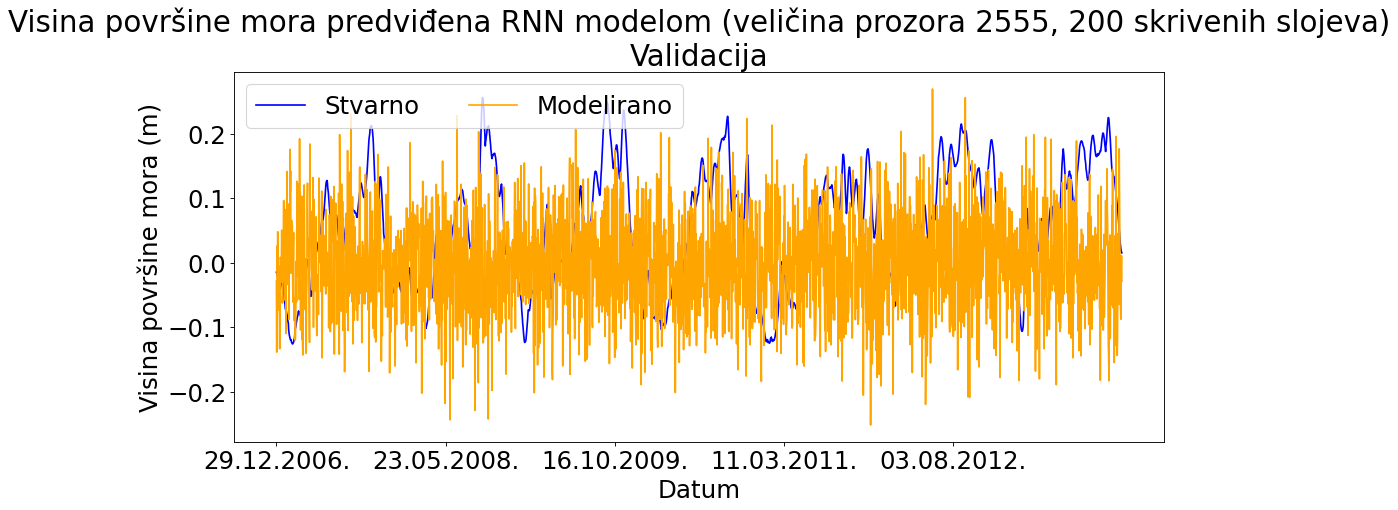 Visina površine mora predviđena RNN modelom (veličina prozora 2555, 200 skrivenih slojeva)
Validacija
Stvarno
Modelirano
Visina površine mora (m)
0.2
0.1
0.0
−0.1
−0.2
29.12.2006.
23.05.2008.
16.10.2009.
11.03.2011.
03.08.2012.
Datum